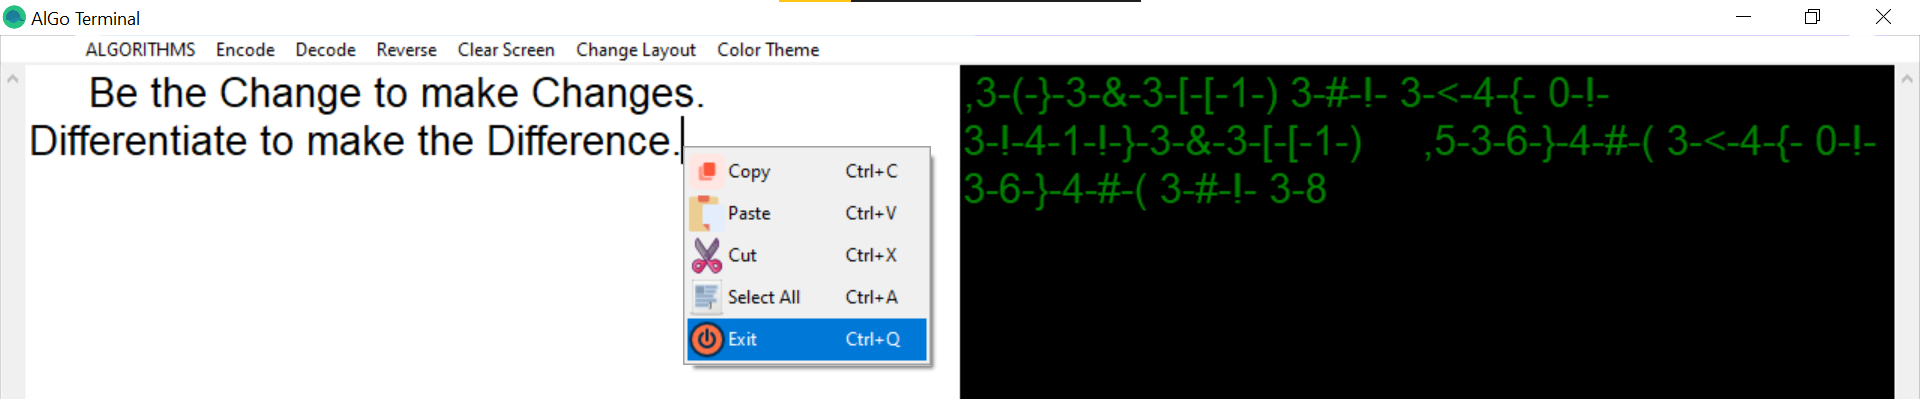 AlGo Terminal
ALGORITHMS Encode Decode Reverse Clear Screen Change Layout Color Theme
Be the Change to make Changes.
Differentiate to make the Difference.
Copy Ctrl+C
Paste Ctrl+V
Cut Ctrl+X
Select All Ctrl+A
Exit Ctrl+Q
,3-(-}-3-&-3-[-[-1-) 3-#-!- 3-<-4-{- 0-!-
3-!-4-1-!-}-3-&-3-[-[-1-) ,5-3-6-}-4-#-( 3-<-4-{- 0-!-
3-6-}-4-#-( 3-#-!- 3-8